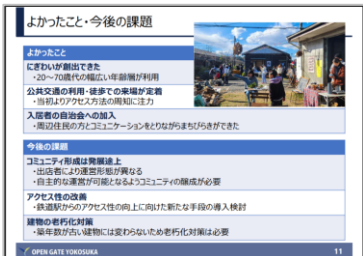 よかったこと・今後の課題
よかったこと
にぎわいが創出できた
・20～70歳代の幅広い年齢層が利用
公共交通の利用・徒歩での来場が定着
・当初よりアクセス方法の周知に注力
入居者の自治会への加入
・周辺住民の方とコミュニケーションをとりながらまちびらきができた
今後の課題
コミュニティ形成は発展途上
・出店者により運営形態が異なる
・自主的な運営が可能となるようコミュニティの醸成が必要
アクセス性の改善
・鉄道駅からのアクセス性の向上に向けた新たな手段の導入検討
建物の老朽化対策
・築年数が古い建物には変わらないため老朽化対策は必要
OPEN GATE YOKOSUKA
11